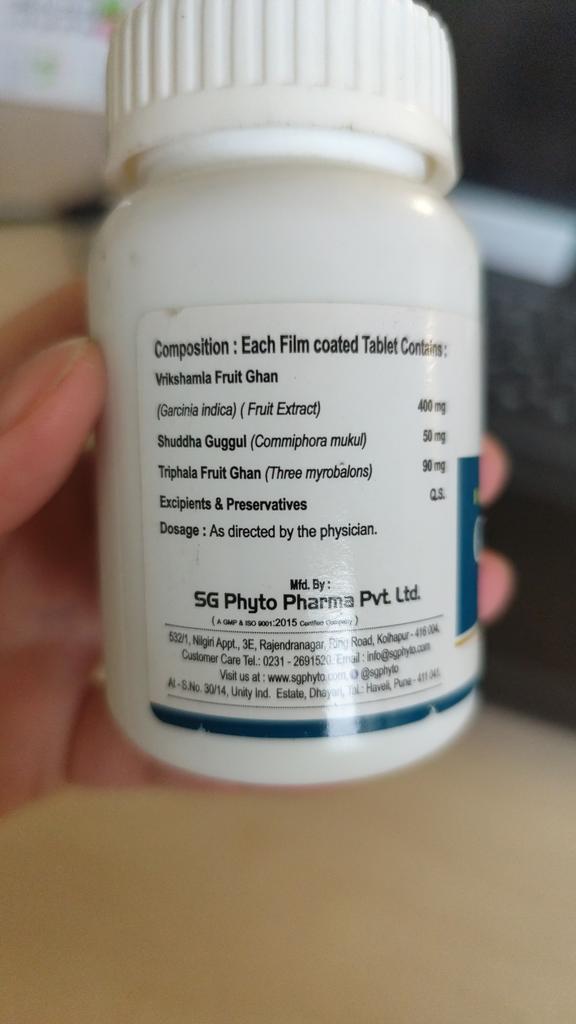 Composition : Each Film coated Tablet Contains :
Vrikshamla Fruit Ghan
(Garcinia indica) ( Fruit Extract) 400 mg
Shuddha Guggul (Commiphora mukul) 50 mg
Triphala Fruit Ghan (Three myrobalons) 90 mg
Excipients & Preservatives Q.S.
Dosage : As directed by the physician.
Mfd. By :
SG Phyto Pharma Pvt. Ltd.
( A GMP & ISO 9001:2015 Certified Company )
532/1, Nilgiri Appt., 3E, Rajendranagar, Ring Road, Kolhapur - 416 004.
Customer Care Tel.: 0231 - 2691520. Email : info@sgphyto.com
Visit us at : www.sgphyto.com, @sgphyto
At - S.No. 30/14, Unity Ind. Estate, Dhayari, Tal.: Haveli, Pune - 411 041.